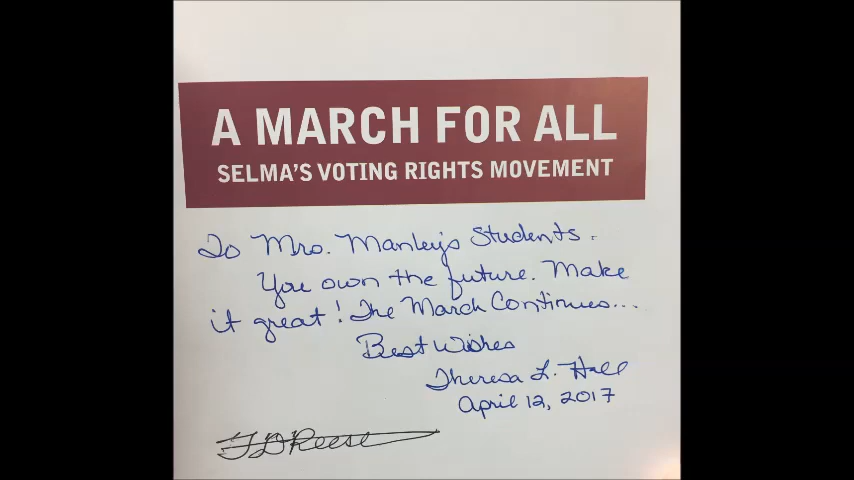 A MARCH FOR ALL
SELMA'S VOTING RIGHTS MOVEMENT
To Mrs. Manley's Students.
You own the future. Make
it great! The March Continues...
Best Wishes
Theresa L. Hall
April 12, 2017
F D Reese